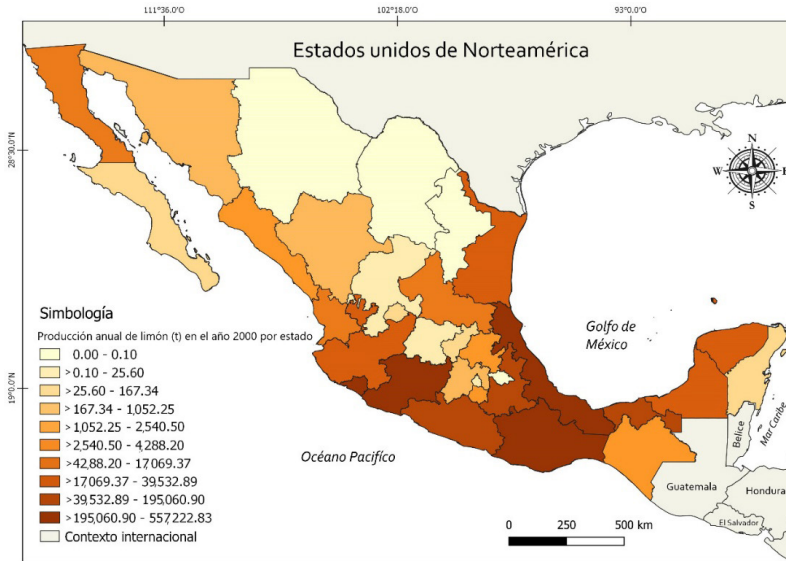 111°36.0'O 102°18.0'O 93°0.0'O
Estados unidos de Norteamérica
28°30.0'N
N
W E
S
Simbología
Producción anual de limón (t) en el año 2000 por estado
0.00 - 0.10
>0.10 - 25.60
>25.60 - 167.34
>167.34 - 1,052.25
>1,052.25 - 2,540.50
>2,540.50 - 4,288.20
>42,88.20 - 17,069.37
>17,069.37 - 39,532.89
>39,532.89 - 195,060.90
>195,060.90 - 557,222.83
Contexto internacional
19°0.0'N
Golfo de
México
Océano Pacífico
Belice
Mar Caribe
Guatemala
Hondura
El Salvador
0 250 500 km